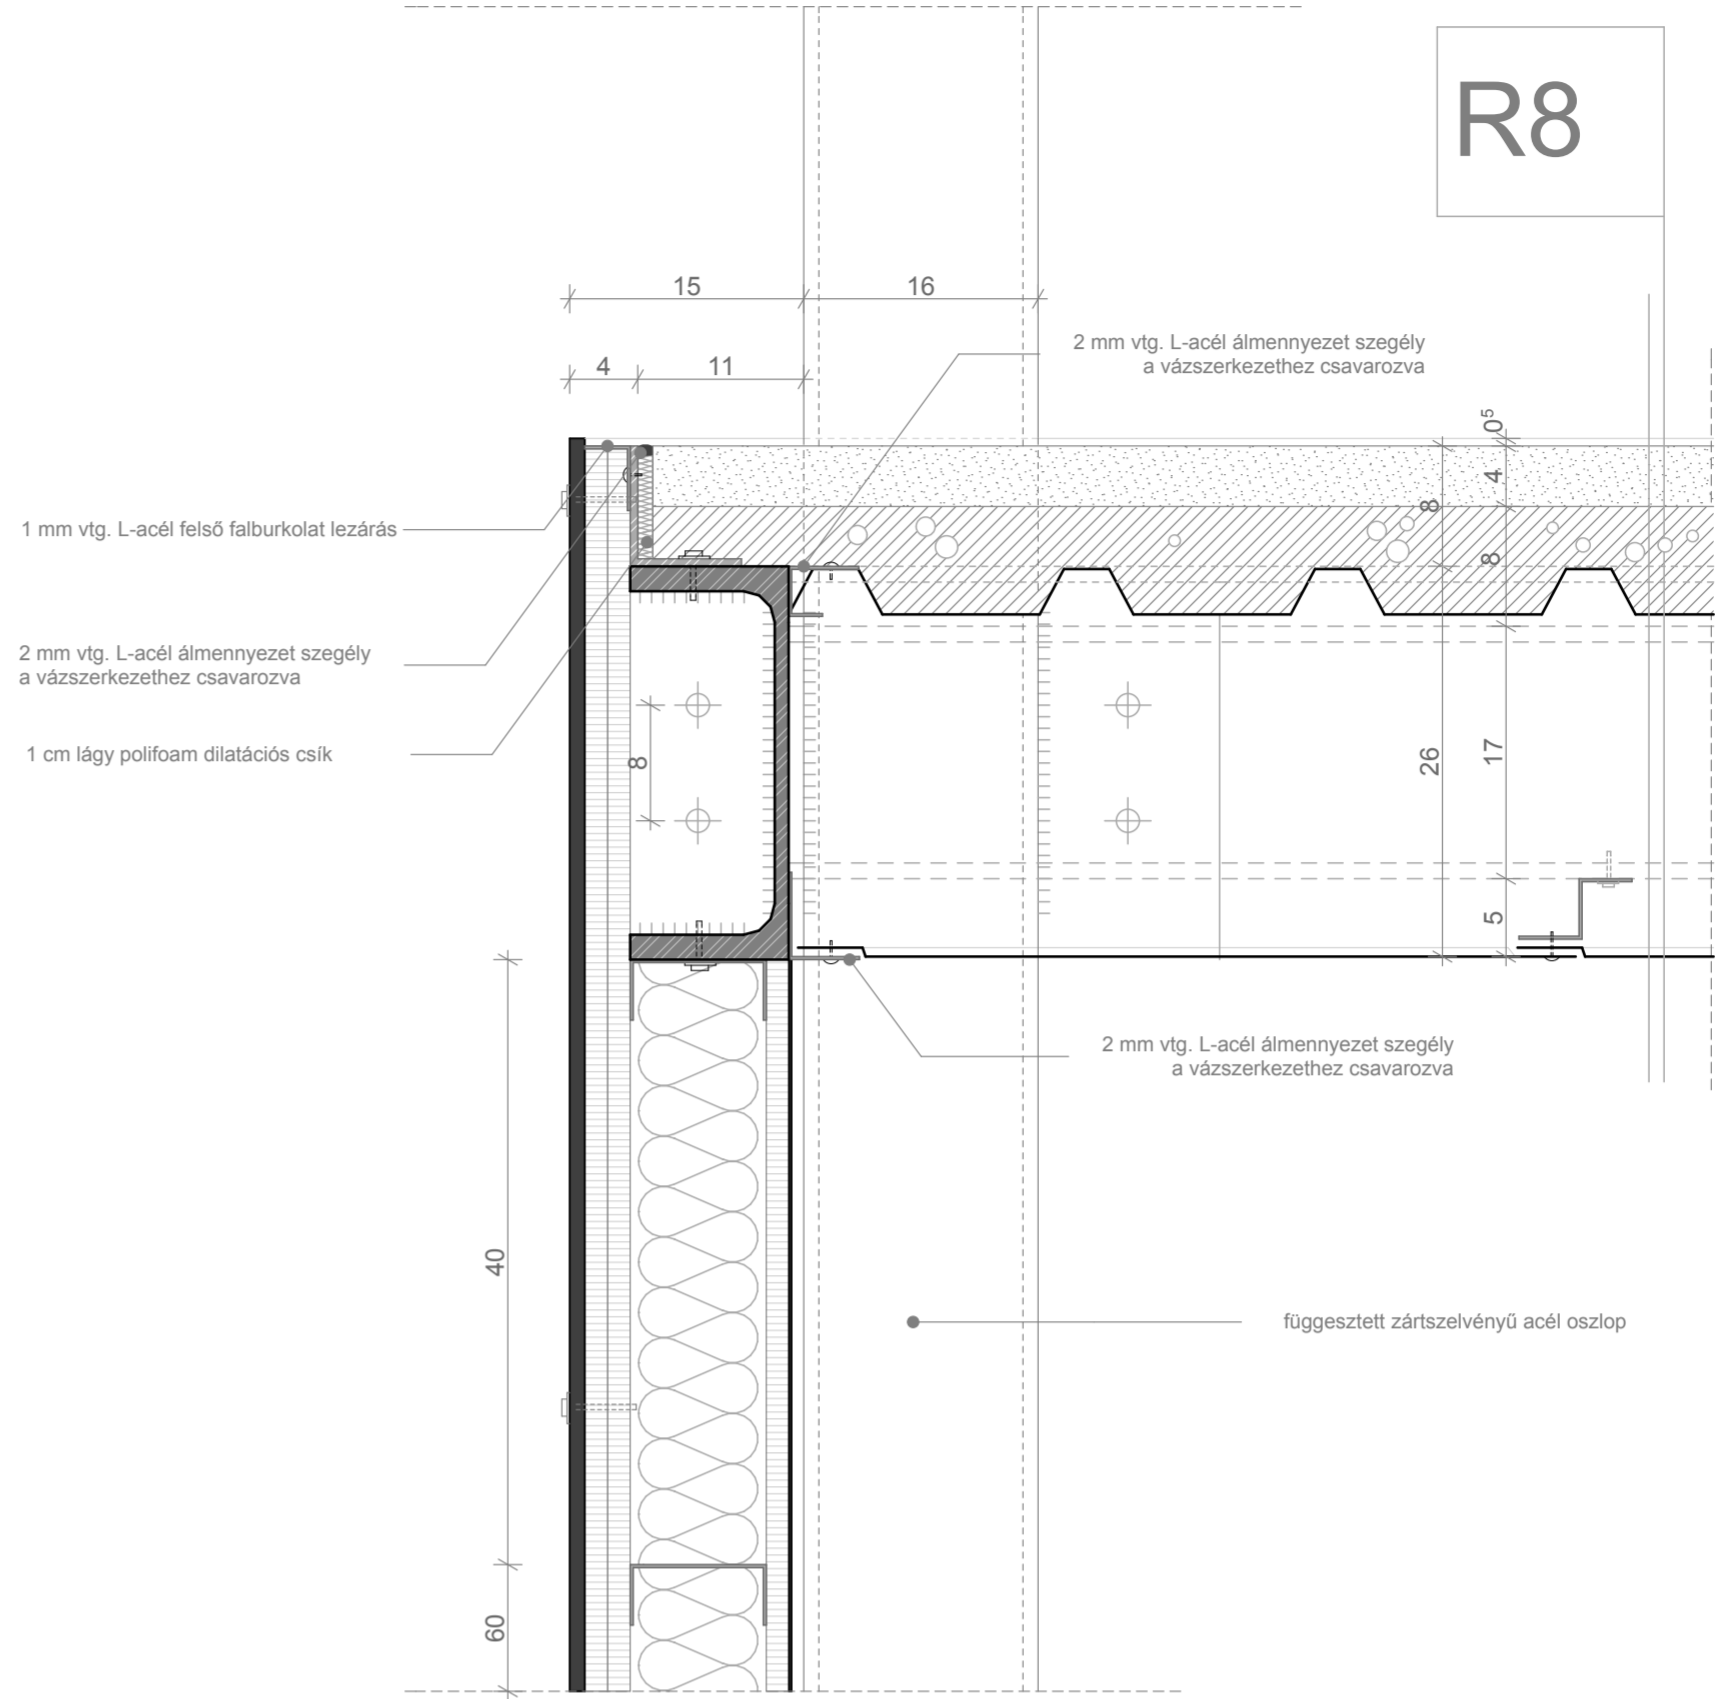 R8
15
16
2 mm vtg. L-acél álmennyezet szegély
a vázszerkezethez csavarozva
4
11
0⁵
4
8
8
1 mm vtg. L-acél felső falburkolat lezárás
2 mm vtg. L-acél álmennyezet szegély
a vázszerkezethez csavarozva
1 cm lágy polifoam dilatációs csík
8
26
17
5
2 mm vtg. L-acél álmennyezet szegély
a vázszerkezethez csavarozva
40
függesztett zártszelvényű acél oszlop
60